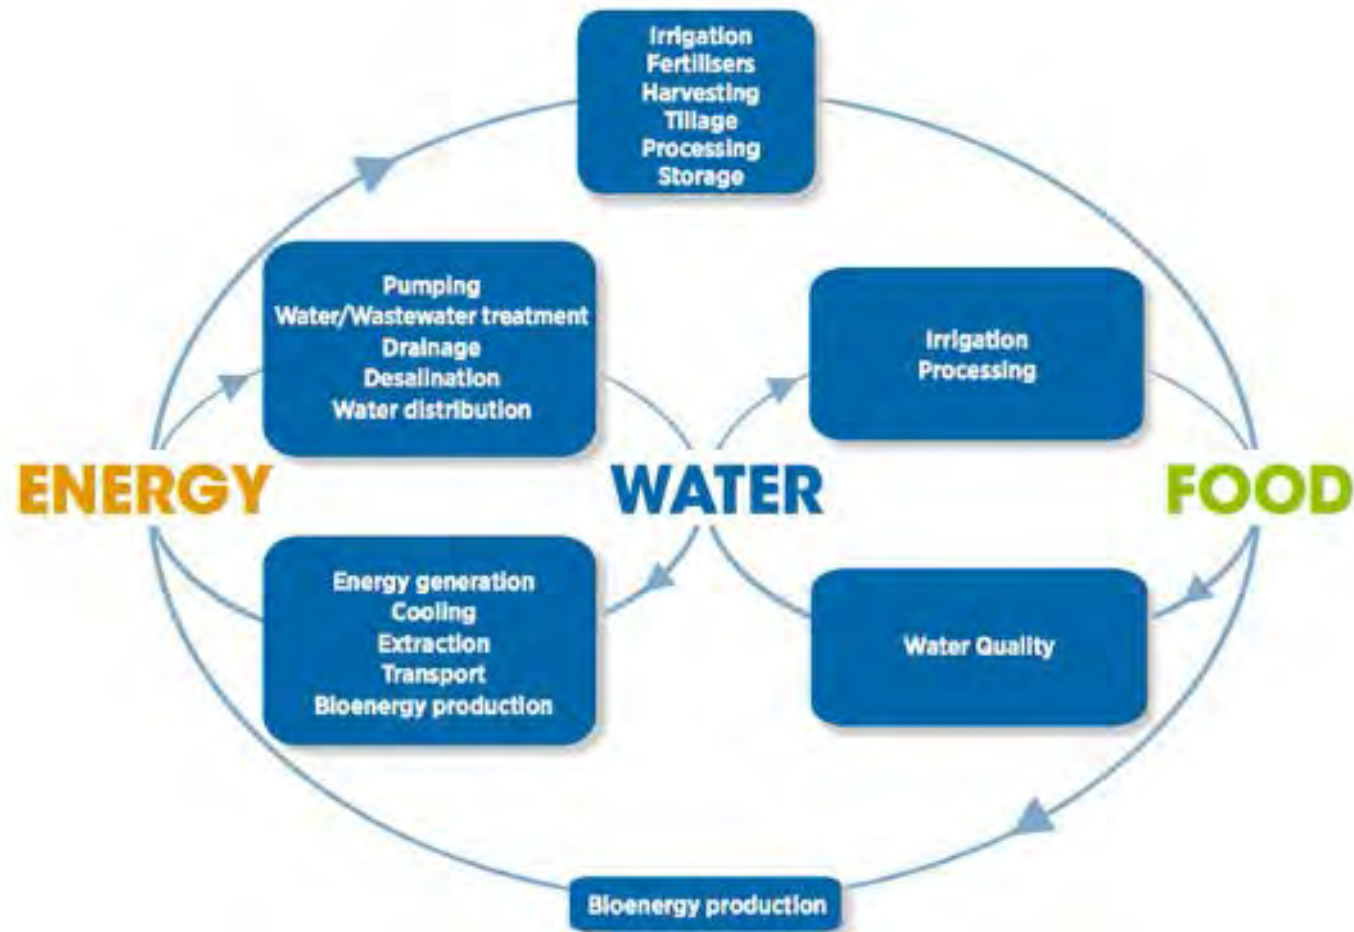 Irrigation
Fertilisers
Harvesting
Tillage
Processing
Storage
Pumping
Water/Wastewater treatment
Drainage
Desalination
Water distribution
Irrigation
Processing
ENERGY
WATER
FOOD
Energy generation
Cooling
Extraction
Transport
Bioenergy production
Water Quality
Bioenergy production